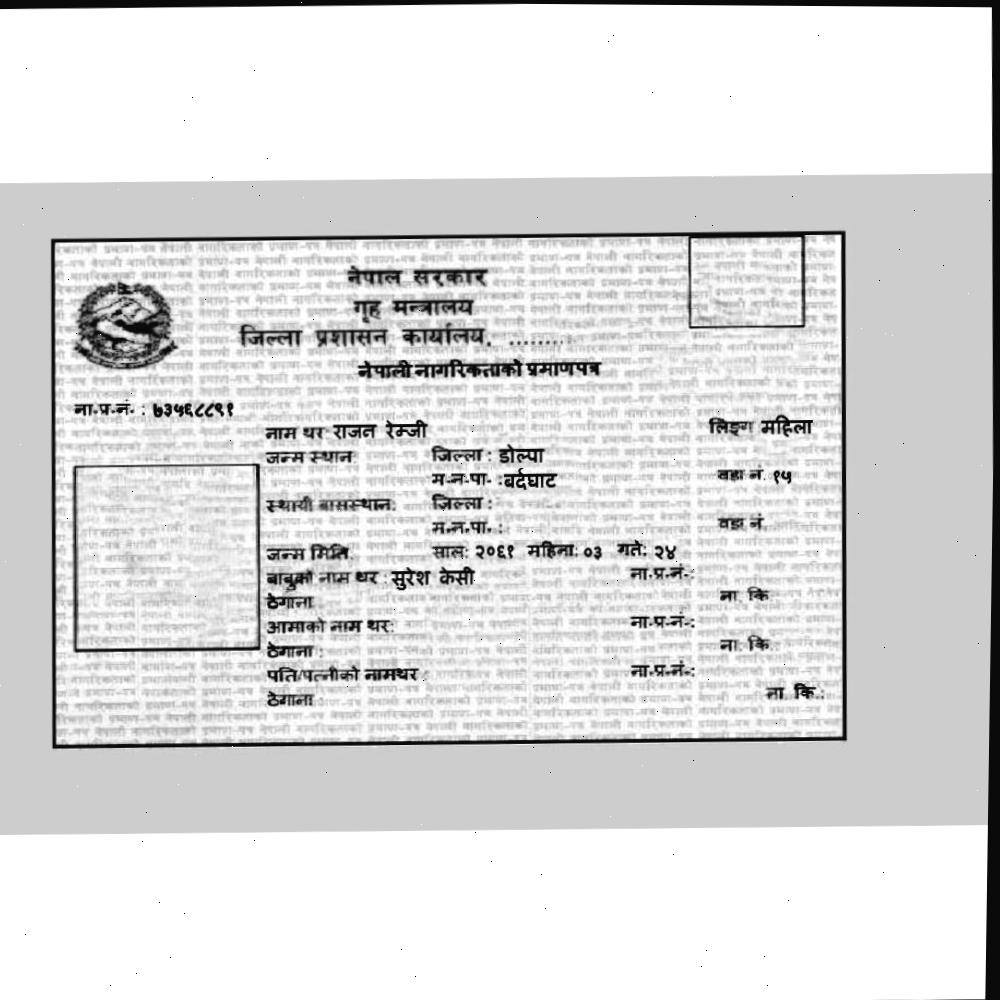 नेपाल सरकार
गृह मन्त्रालय
जिल्ला प्रशासन कार्यालय, .........
नेपाली नागरिकताको प्रमाणपत्र
ना.प्र.नं. : ७३५६८८९१
नाम थर राजन रेन्जी लिङ्ग महिला
जन्म स्थान जिल्ला : डोल्पा
म.न.पा. :बर्दघाट वडा नं. १५
स्थायी बासस्थान: जिल्ला :
म.न.पा. : वडा नं.
जन्म मिति: साल: २०६१ महिना: ०३ गते: २४
बाबुको नाम थर : सुरेश केसी ना.प्र.नं.:
ठेगाना ना. कि
आमाको नाम थर: ना.प्र.नं.:
ठेगाना : ना. कि.:
पति/पत्नीको नामथर : ना.प्र.नं.:
ठेगाना ना. कि.: